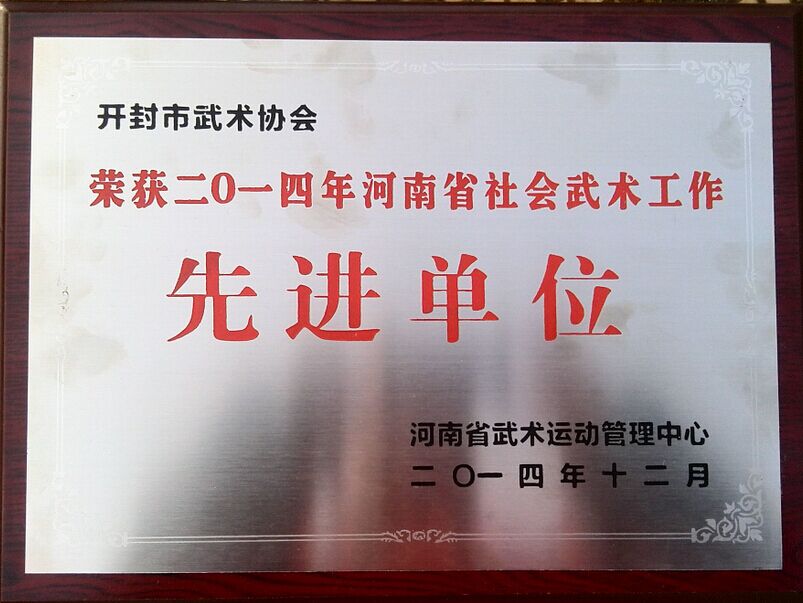 开封市武术协会
荣获二〇一四年河南省社会武术工作
先进单位
河南省武术运动管理中心
二〇一四年十二月